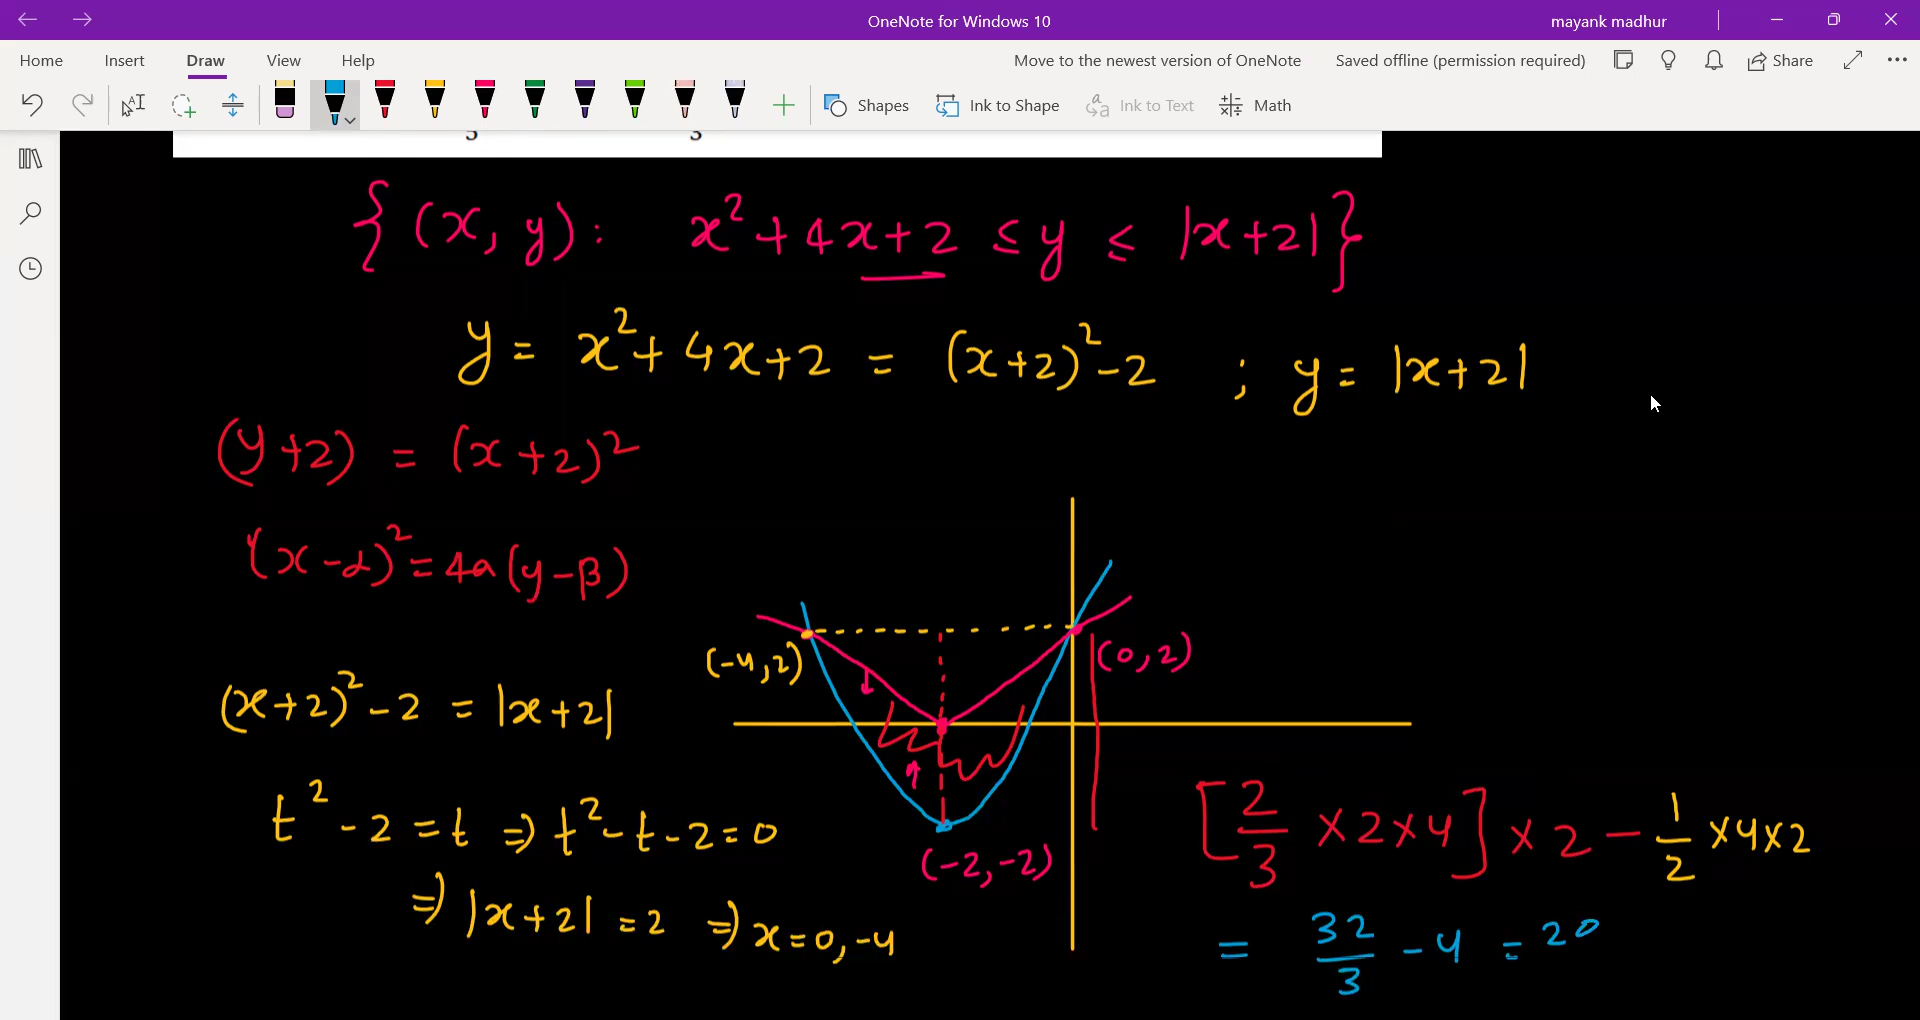 OneNote for Windows 10
mayank madhur
Home Insert Draw View Help
Move to the newest version of OneNote Saved offline (permission required) Share
Shapes Ink to Shape Ink to Text Math
3 3
{(x, y): x²+4x+2 ≤ y ≤ |x+2|}
y = x²+4x+2 = (x+2)²-2 ; y = |x+2|
(y+2) = (x+2)²
(x-α)²=4a(y-β)
(-4,2) (0,2)
(x+2)²-2 = |x+2|
t²-2=t ⇒ t²-t-2=0
(-2,-2)
⇒ |x+2|=2 ⇒ x=0,-4
[2/3 ×2×4]×2 - 1/2 ×4×2
= 32/3 - 4 = 20